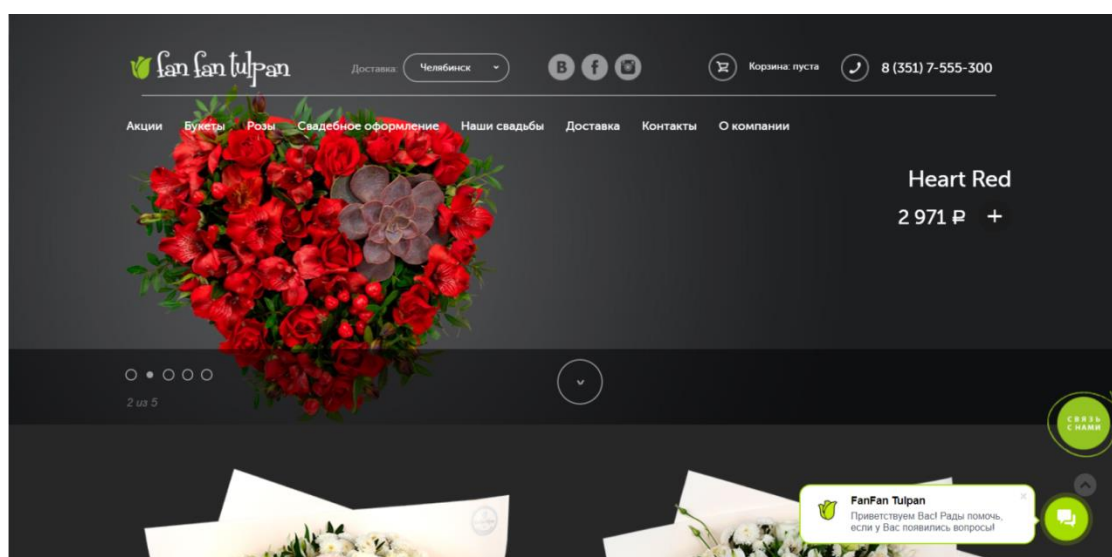 fan fan tulpan
Доставка: Челябинск
В f
Корзина: пуста
8 (351) 7-555-300
Акции Букеты Розы Свадебное оформление Наши свадьбы Доставка Контакты О компании
Heart Red
2 971 ₽ +
2 из 5
СВЯЗЬ
С НАМИ
FanFan Tulpan
Приветствуем Вас! Рады помочь,
если у Вас появились вопросы!